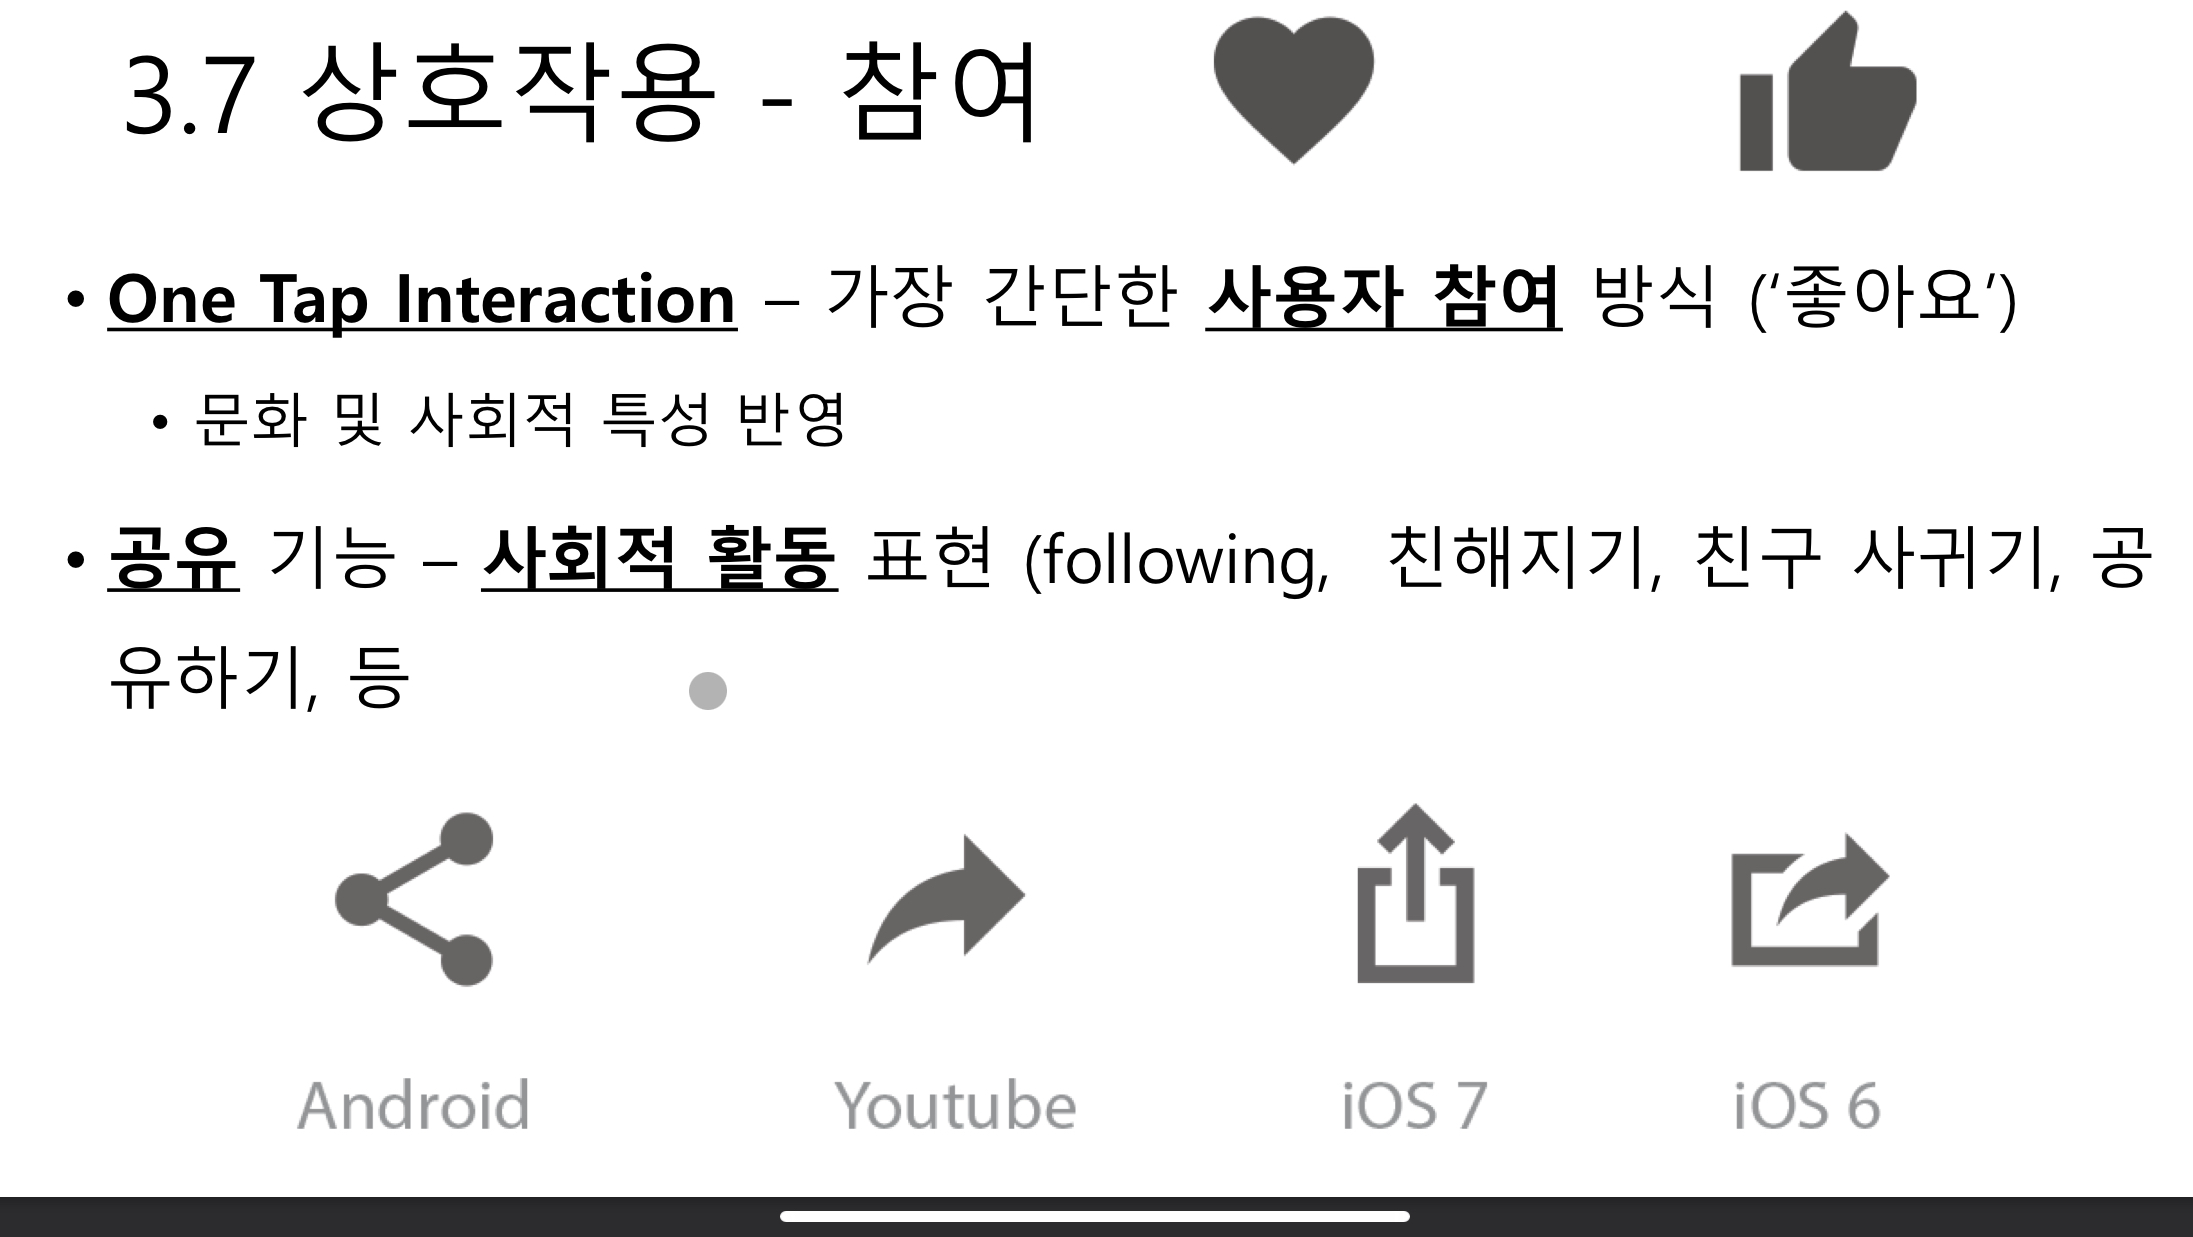 3.7 상호작용 - 참여
• One Tap Interaction – 가장 간단한 사용자 참여 방식 (‘좋아요’)
• 문화 및 사회적 특성 반영
• 공유 기능 – 사회적 활동 표현 (following, 친해지기, 친구 사귀기, 공
유하기, 등
Android Youtube iOS 7 iOS 6